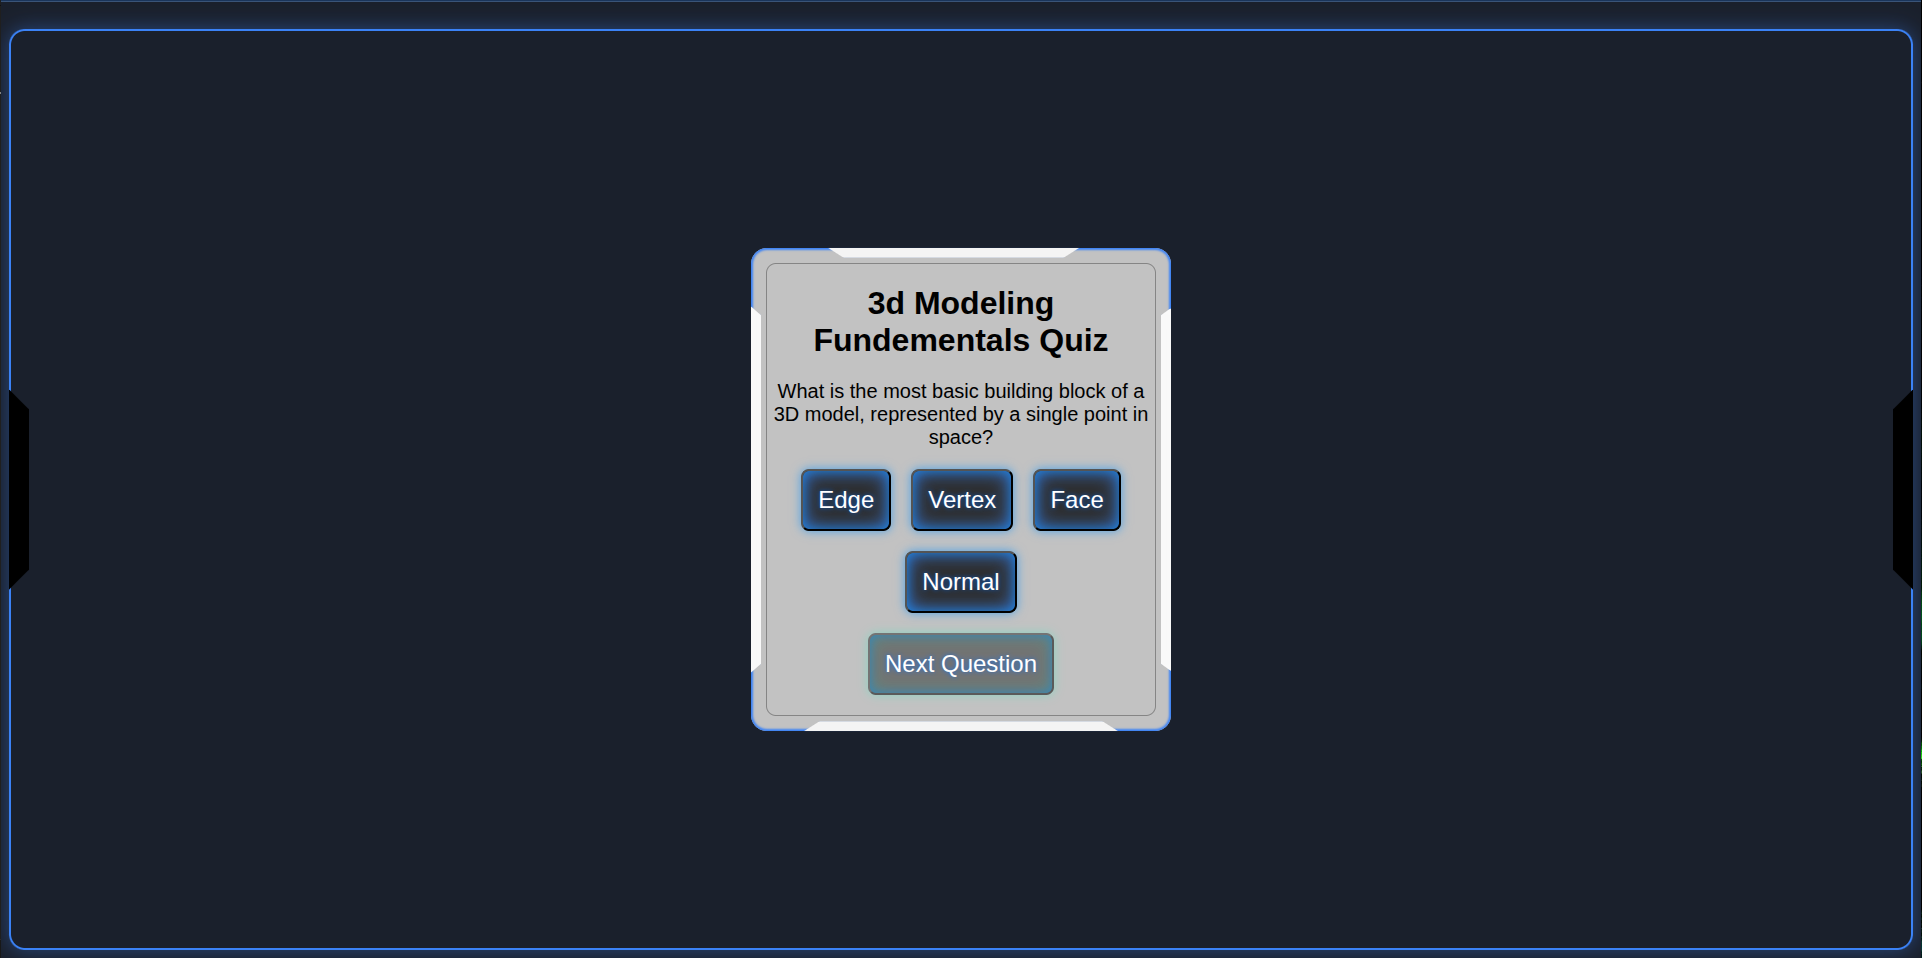 3d Modeling
Fundementals Quiz
What is the most basic building block of a
3D model, represented by a single point in
space?
Edge
Vertex
Face
Normal
Next Question